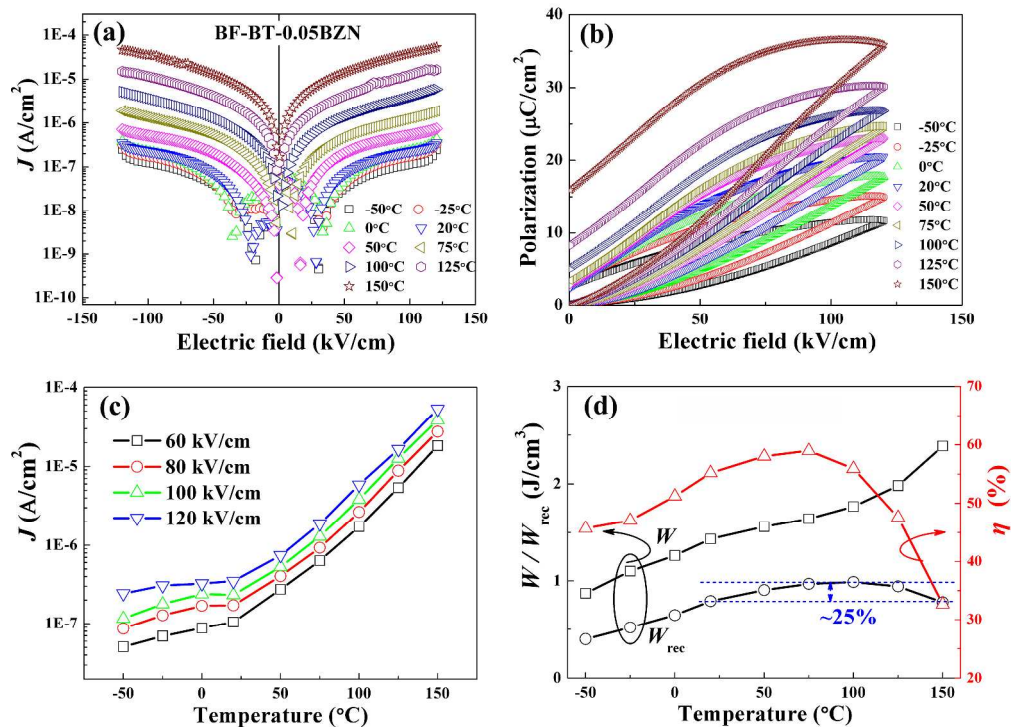 (a)
BF-BT-0.05BZN
J (A/cm²)
1E-4
1E-5
1E-6
1E-7
1E-8
1E-9
1E-10
-50°C -25°C
0°C 20°C
50°C 75°C
100°C 125°C
150°C
-150 -100 -50 0 50 100 150
Electric field (kV/cm)
(b)
Polarization (μC/cm²)
40
30
20
10
0
-50°C
-25°C
0°C
20°C
50°C
75°C
100°C
125°C
150°C
0 50 100 150
Electric field (kV/cm)
(c)
J (A/cm²)
1E-4
1E-5
1E-6
1E-7
60 kV/cm
80 kV/cm
100 kV/cm
120 kV/cm
-50 0 50 100 150
Temperature (°C)
(d)
W / Wrec (J/cm³)
3
2
1
0
W
Wrec
~25%
70
60
50
40
30
20
η (%)
-50 0 50 100 150
Temperature (°C)